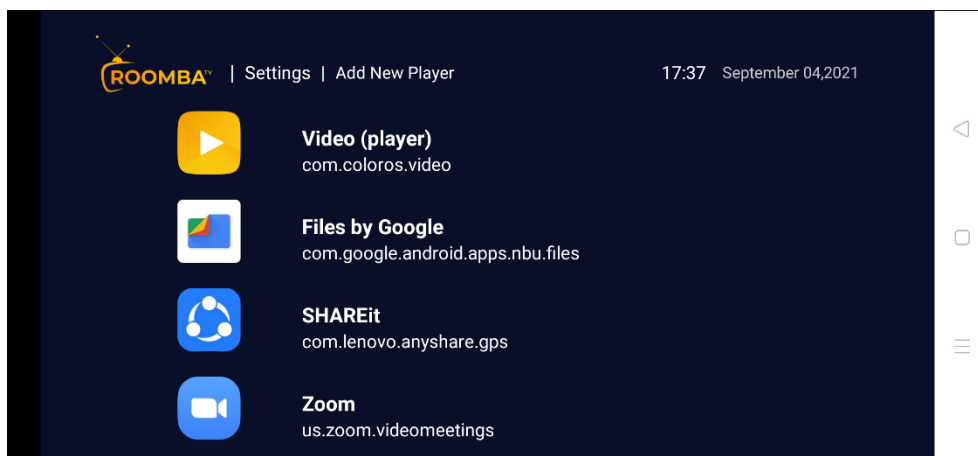 ROOMBA TV | Settings | Add New Player 17:37 September 04,2021
Video (player)
com.coloros.video
Files by Google
com.google.android.apps.nbu.files
SHAREit
com.lenovo.anyshare.gps
Zoom
us.zoom.videomeetings